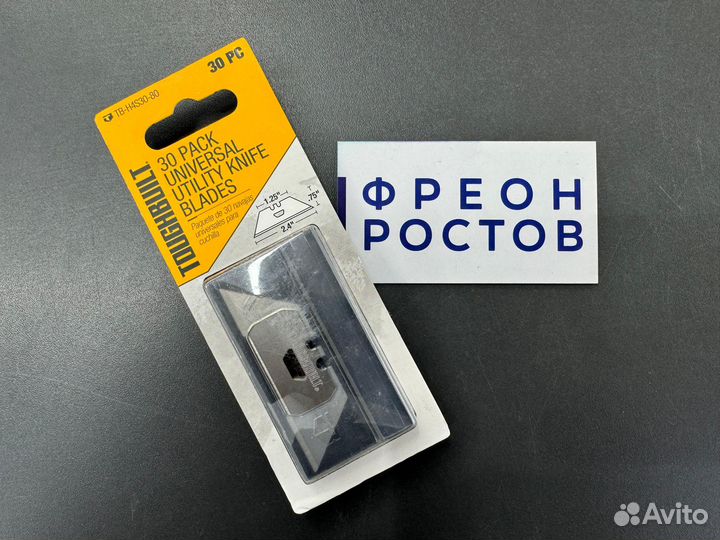 30 PC
TB-H4S30-80
TOUGHBUILT.
30 PACK
UNIVERSAL
UTILITY KNIFE
BLADES
Paquete de 30 navajas
universales para
cuchilla
1.25"
.75"
2.4"
ФРЕОН
РОСТОВ
Avito